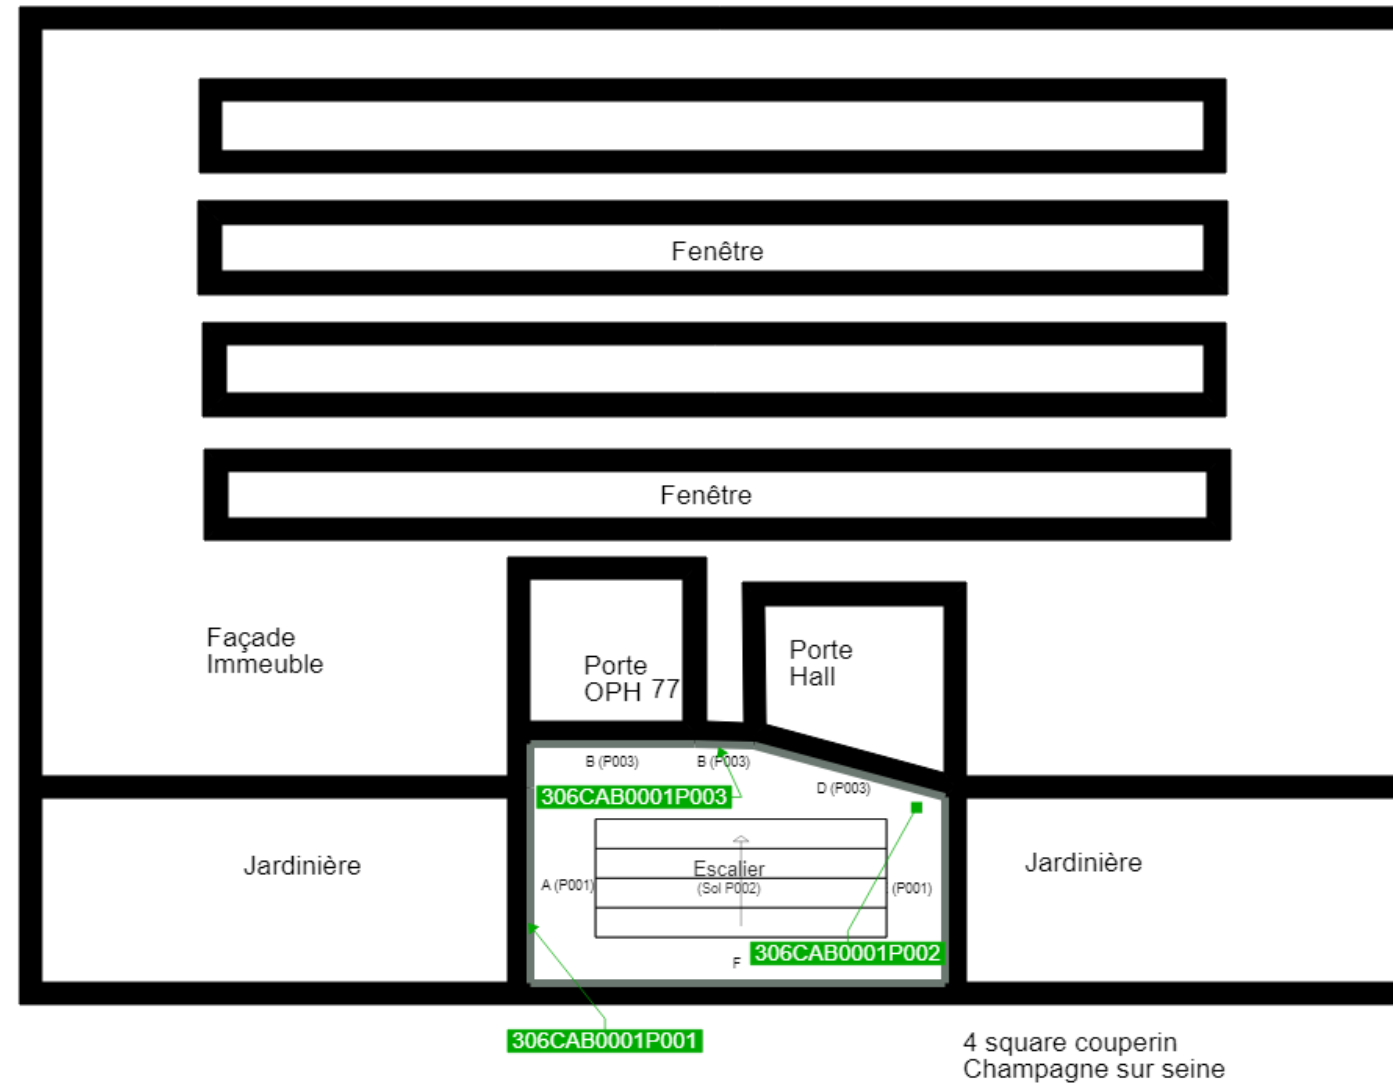 Fenêtre
Fenêtre
Façade
Immeuble
Porte
OPH 77
Porte
Hall
B (P003)
B (P003)
D (P003)
306CAB0001P003
Jardinière
A (P001)
Escalier
(Sol P002)
(P001)
Jardinière
F
306CAB0001P002
306CAB0001P001
4 square couperin
Champagne sur seine